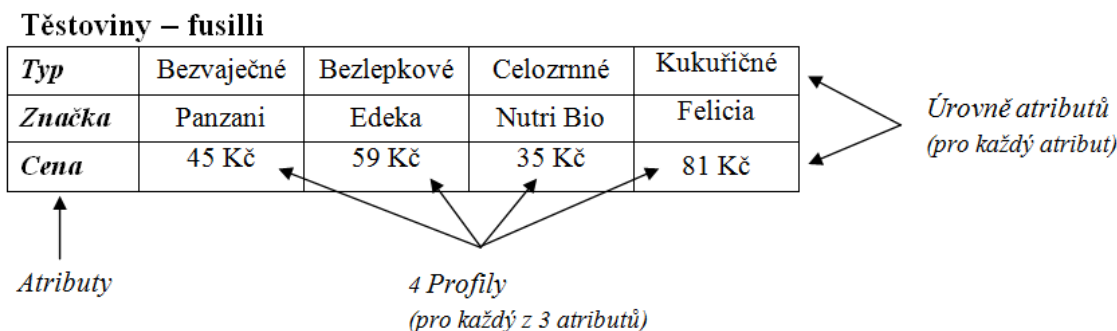 Těstoviny – fusilli
Typ Bezvaječné Bezlepkové Celozrnné Kukuřičné
Značka Panzani Edeka Nutri Bio Felicia
Cena 45 Kč 59 Kč 35 Kč 81 Kč
Úrovně atributů
(pro každý atribut)
Atributy
4 Profily
(pro každý z 3 atributů)